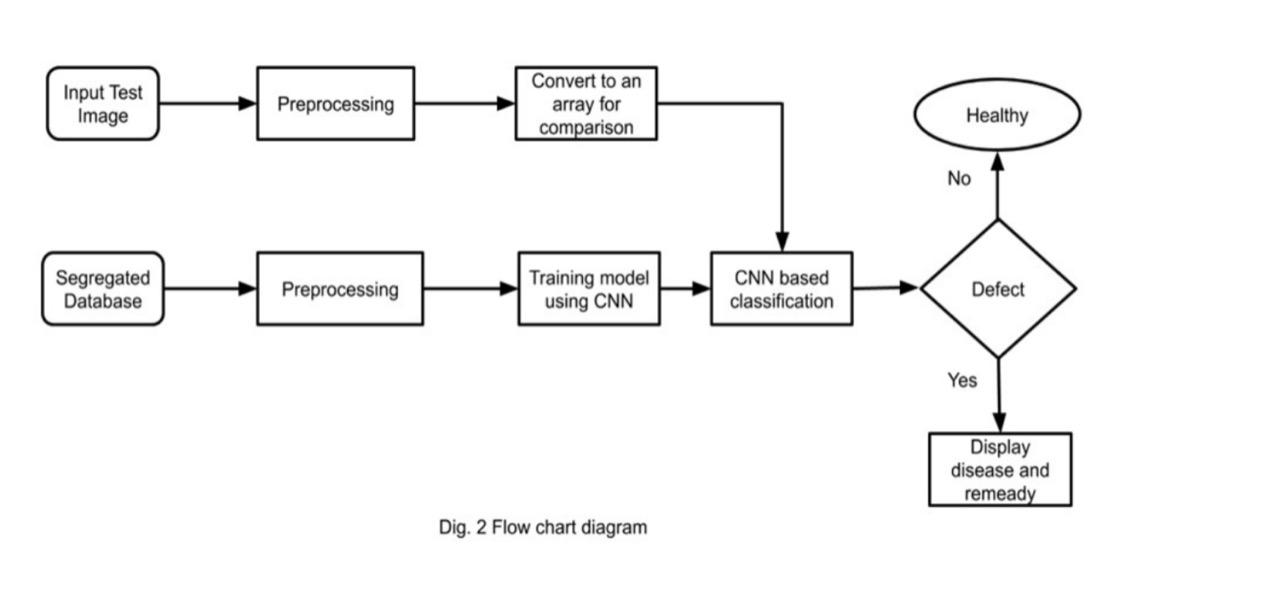 Input Test
Image
Preprocessing
Convert to an
array for
comparison
Healthy
No
Segregated
Database
Preprocessing
Training model
using CNN
CNN based
classification
Defect
Yes
Display
disease and
remeady
Dig. 2 Flow chart diagram